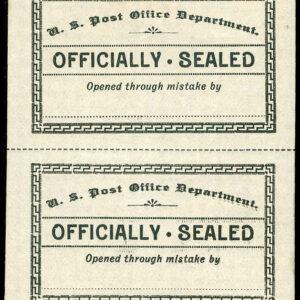 U. S. Post Office Department.
OFFICIALLY · SEALED
Opened through mistake by
U. S. Post Office Department.
OFFICIALLY · SEALED
Opened through mistake by